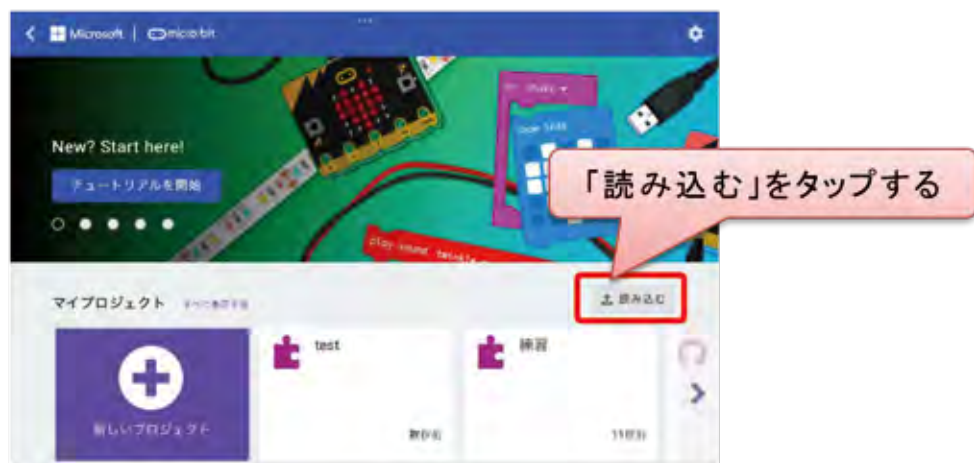 Microsoft | micro:bit
New? Start here!
チュートリアルを開始
play sound
「読み込む」をタップする
マイプロジェクト
読み込む
新しいプロジェクト
test
練習